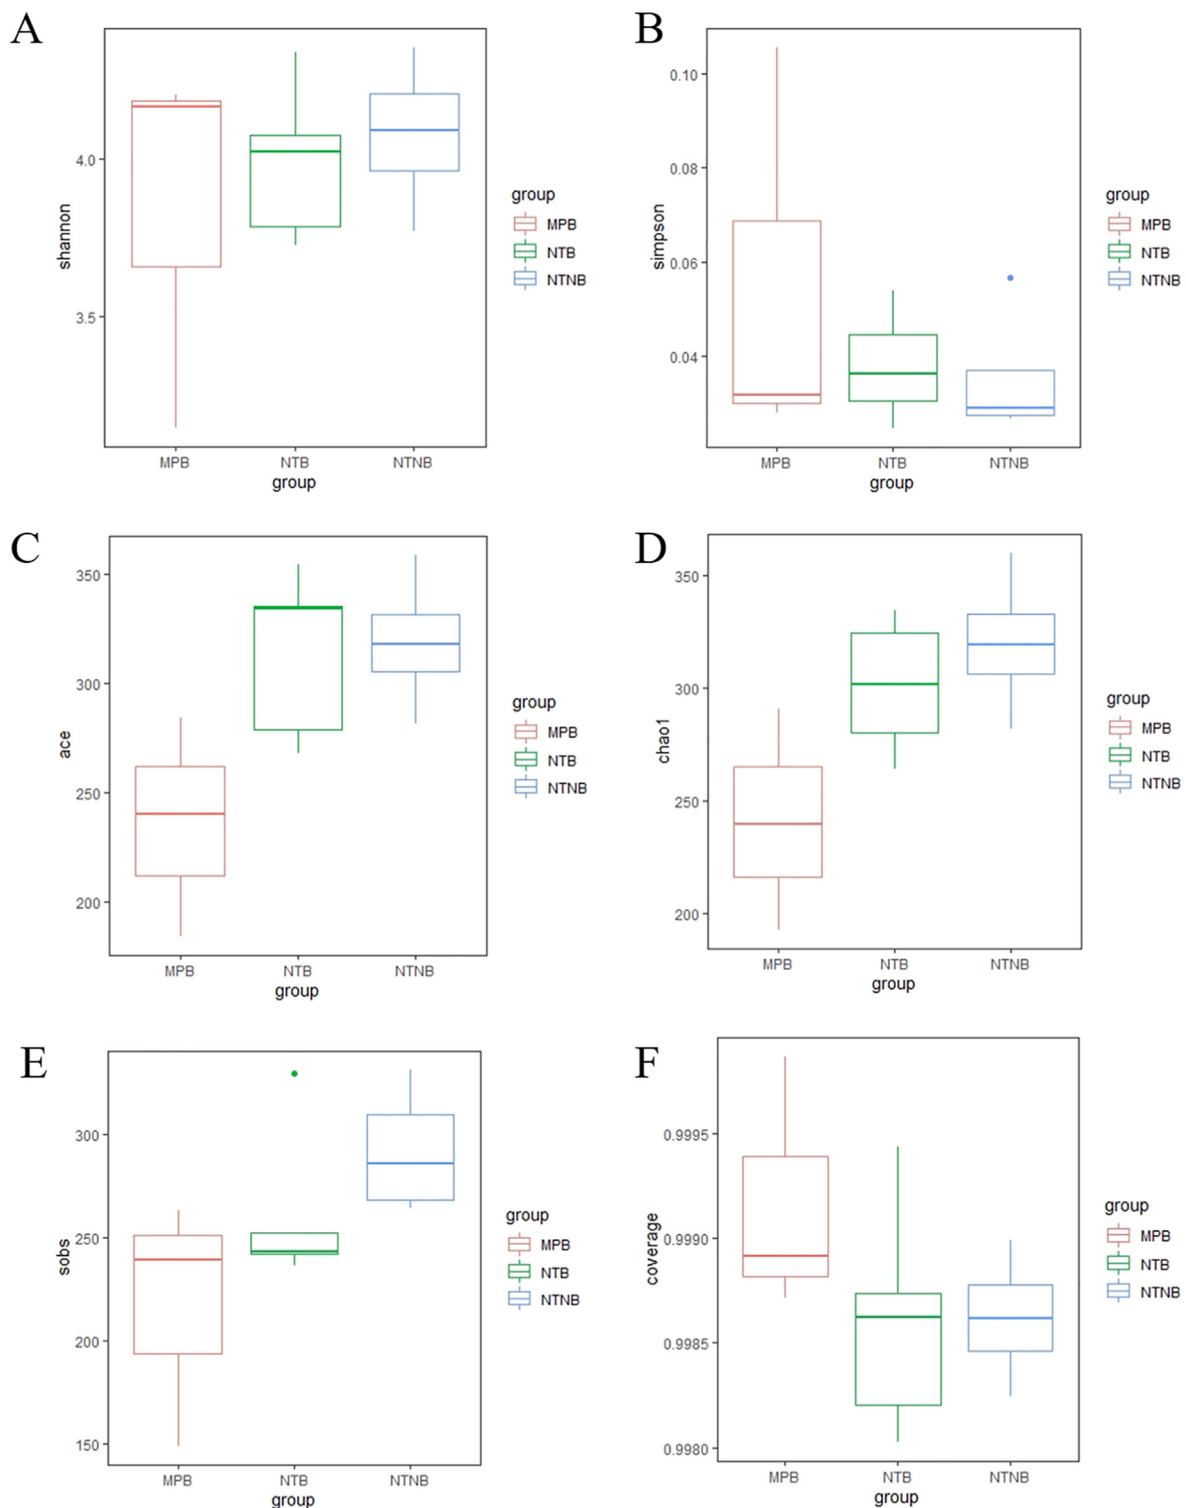 A
shannon
4.0
3.5
MPB NTB NTNB
group
group
MPB
NTB
NTNB
B
simpson
0.10
0.08
0.06
0.04
MPB NTB NTNB
group
group
MPB
NTB
NTNB
C
ace
350
300
250
200
MPB NTB NTNB
group
group
MPB
NTB
NTNB
D
chao1
350
300
250
200
MPB NTB NTNB
group
group
MPB
NTB
NTNB
E
sobs
300
250
200
150
MPB NTB NTNB
group
group
MPB
NTB
NTNB
F
coverage
0.9995
0.9990
0.9985
0.9980
MPB NTB NTNB
group
group
MPB
NTB
NTNB